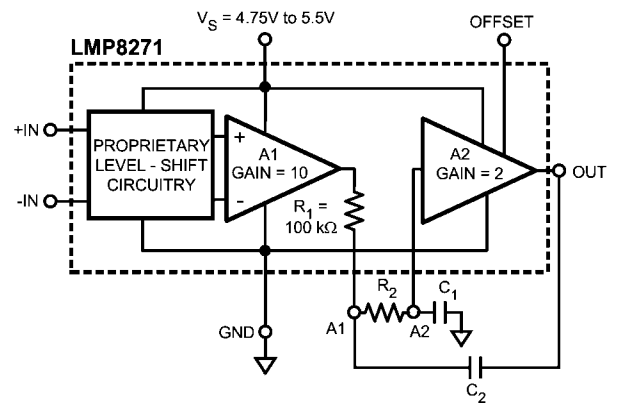 V_S = 4.75V to 5.5V
OFFSET
LMP8271
+IN
-IN
PROPRIETARY
LEVEL - SHIFT
CIRCUITRY
+
-
A1
GAIN = 10
A2
GAIN = 2
OUT
R_1 =
100 kΩ
R_2
C_1
A1
A2
GND
C_2